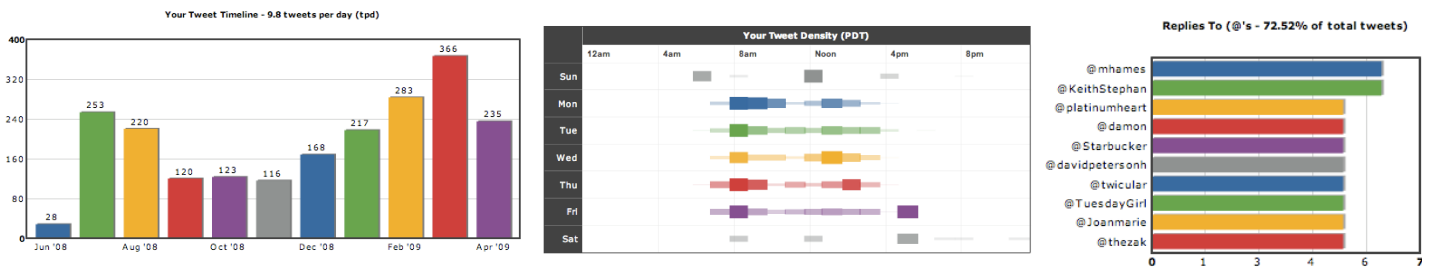 Your Tweet Timeline - 9.8 tweets per day (tpd)
400
320
240
160
80
0
28
253
220
120
123
116
168
217
283
366
235
Jun '08
Aug '08
Oct '08
Dec '08
Feb '09
Apr '09
Your Tweet Density (PDT)
12am 4am 8am Noon 4pm 8pm
Sun
Mon
Tue
Wed
Thu
Fri
Sat
Replies To (@'s - 72.52% of total tweets)
@mhames
@KeithStephan
@platinumheart
@damon
@Starbucker
@davidpetersonh
@twicular
@TuesdayGirl
@Joanmarie
@thezak
0 1 3 4 6 7